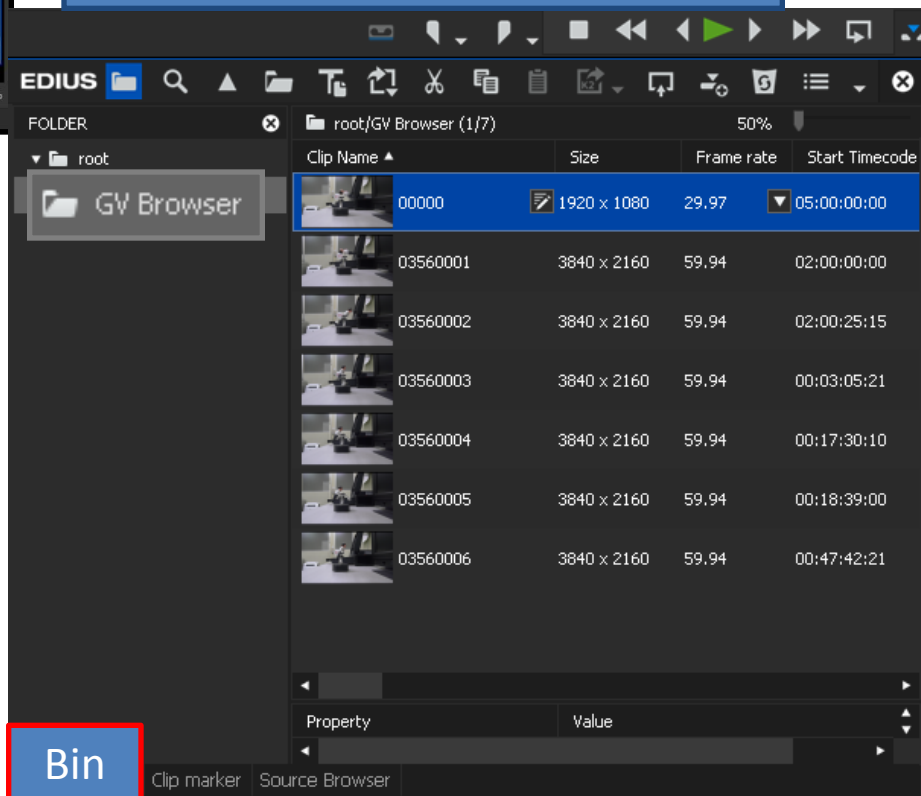 EDIUS
FOLDER
root/GV Browser (1/7)
50%
root
GV Browser
Clip Name Size Frame rate Start Timecode
00000 1920 x 1080 29.97 05:00:00:00
03560001 3840 x 2160 59.94 02:00:00:00
03560002 3840 x 2160 59.94 02:00:25:15
03560003 3840 x 2160 59.94 00:03:05:21
03560004 3840 x 2160 59.94 00:17:30:10
03560005 3840 x 2160 59.94 00:18:39:00
03560006 3840 x 2160 59.94 00:47:42:21
Property Value
Bin Clip marker Source Browser